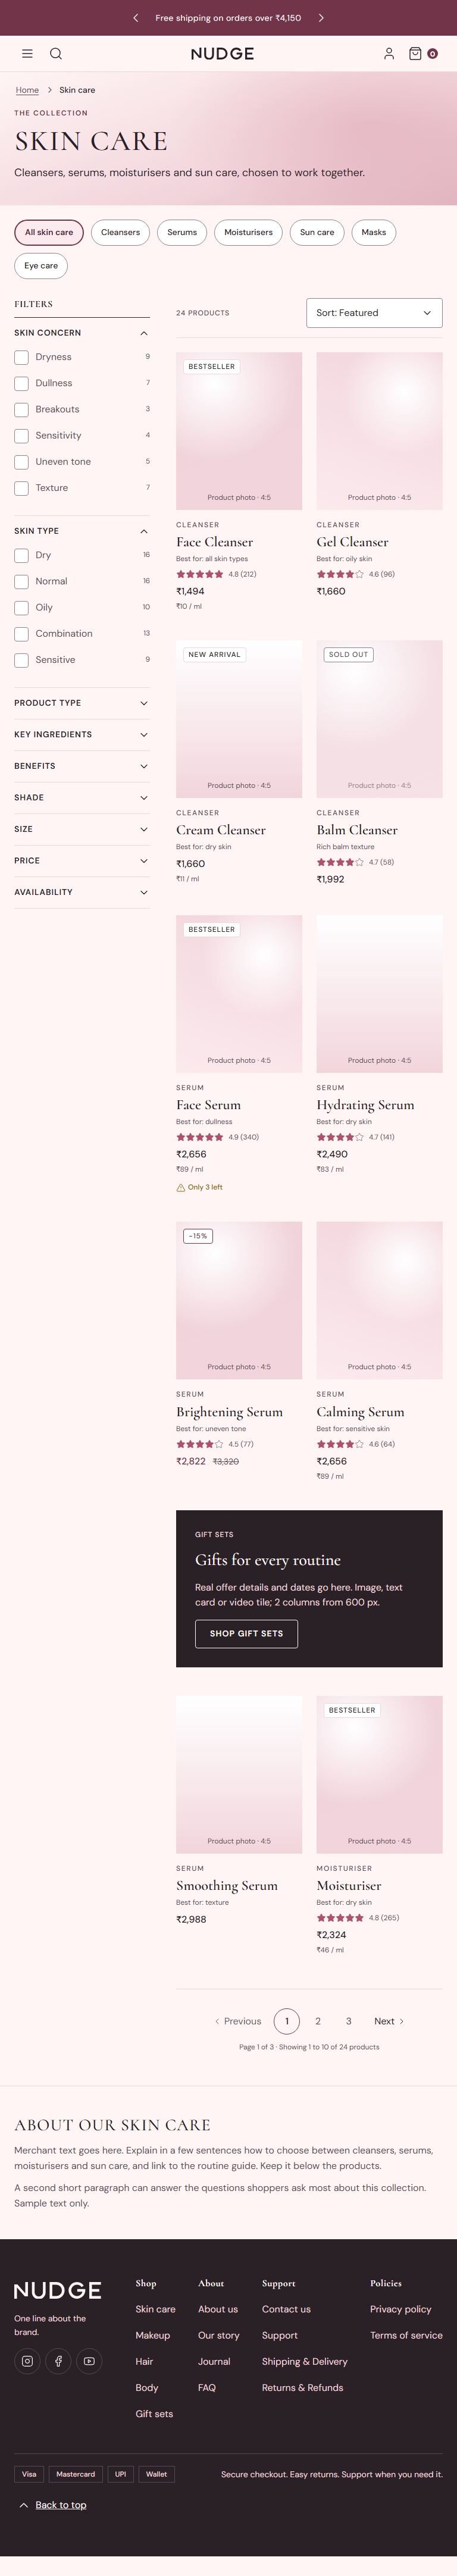 Free shipping on orders over ₹4,150
NUDGE
0
Home
Skin care
THE COLLECTION
SKIN CARE
Cleansers, serums, moisturisers and sun care, chosen to work together.
All skin care
Cleansers
Serums
Moisturisers
Sun care
Masks
Eye care
FILTERS
SKIN CONCERN
Dryness 9
Dullness 7
Breakouts 3
Sensitivity 4
Uneven tone 5
Texture 7
SKIN TYPE
Dry 16
Normal 16
Oily 10
Combination 13
Sensitive 9
PRODUCT TYPE
KEY INGREDIENTS
BENEFITS
SHADE
SIZE
PRICE
AVAILABILITY
24 PRODUCTS
Sort: Featured
BESTSELLER
Product photo · 4:5
CLEANSER
Face Cleanser
Best for: all skin types
4.8 (212)
₹1,494
₹10 / ml
Product photo · 4:5
CLEANSER
Gel Cleanser
Best for: oily skin
4.6 (96)
₹1,660
NEW ARRIVAL
Product photo · 4:5
CLEANSER
Cream Cleanser
Best for: dry skin
₹1,660
₹11 / ml
SOLD OUT
Product photo · 4:5
CLEANSER
Balm Cleanser
Rich balm texture
4.7 (58)
₹1,992
BESTSELLER
Product photo · 4:5
SERUM
Face Serum
Best for: dullness
4.9 (340)
₹2,656
₹89 / ml
Only 3 left
Product photo · 4:5
SERUM
Hydrating Serum
Best for: dry skin
4.7 (141)
₹2,490
₹83 / ml
-15%
Product photo · 4:5
SERUM
Brightening Serum
Best for: uneven tone
4.5 (77)
₹2,822 ₹3,320
Product photo · 4:5
SERUM
Calming Serum
Best for: sensitive skin
4.6 (64)
₹2,656
₹89 / ml
GIFT SETS
Gifts for every routine
Real offer details and dates go here. Image, text
card or video tile; 2 columns from 600 px.
SHOP GIFT SETS
Product photo · 4:5
SERUM
Smoothing Serum
Best for: texture
₹2,988
BESTSELLER
Product photo · 4:5
MOISTURISER
Moisturiser
Best for: dry skin
4.8 (265)
₹2,324
₹46 / ml
Previous 1 2 3 Next
Page 1 of 3 · Showing 1 to 10 of 24 products
ABOUT OUR SKIN CARE
Merchant text goes here. Explain in a few sentences how to choose between cleansers, serums,
moisturisers and sun care, and link to the routine guide. Keep it below the products.
A second short paragraph can answer the questions shoppers ask most about this collection.
Sample text only.
NUDGE
One line about the
brand.
Shop
Skin care
Makeup
Hair
Body
Gift sets
About
About us
Our story
Journal
FAQ
Support
Contact us
Support
Shipping & Delivery
Returns & Refunds
Policies
Privacy policy
Terms of service
Visa
Mastercard
UPI
Wallet
Secure checkout. Easy returns. Support when you need it.
Back to top